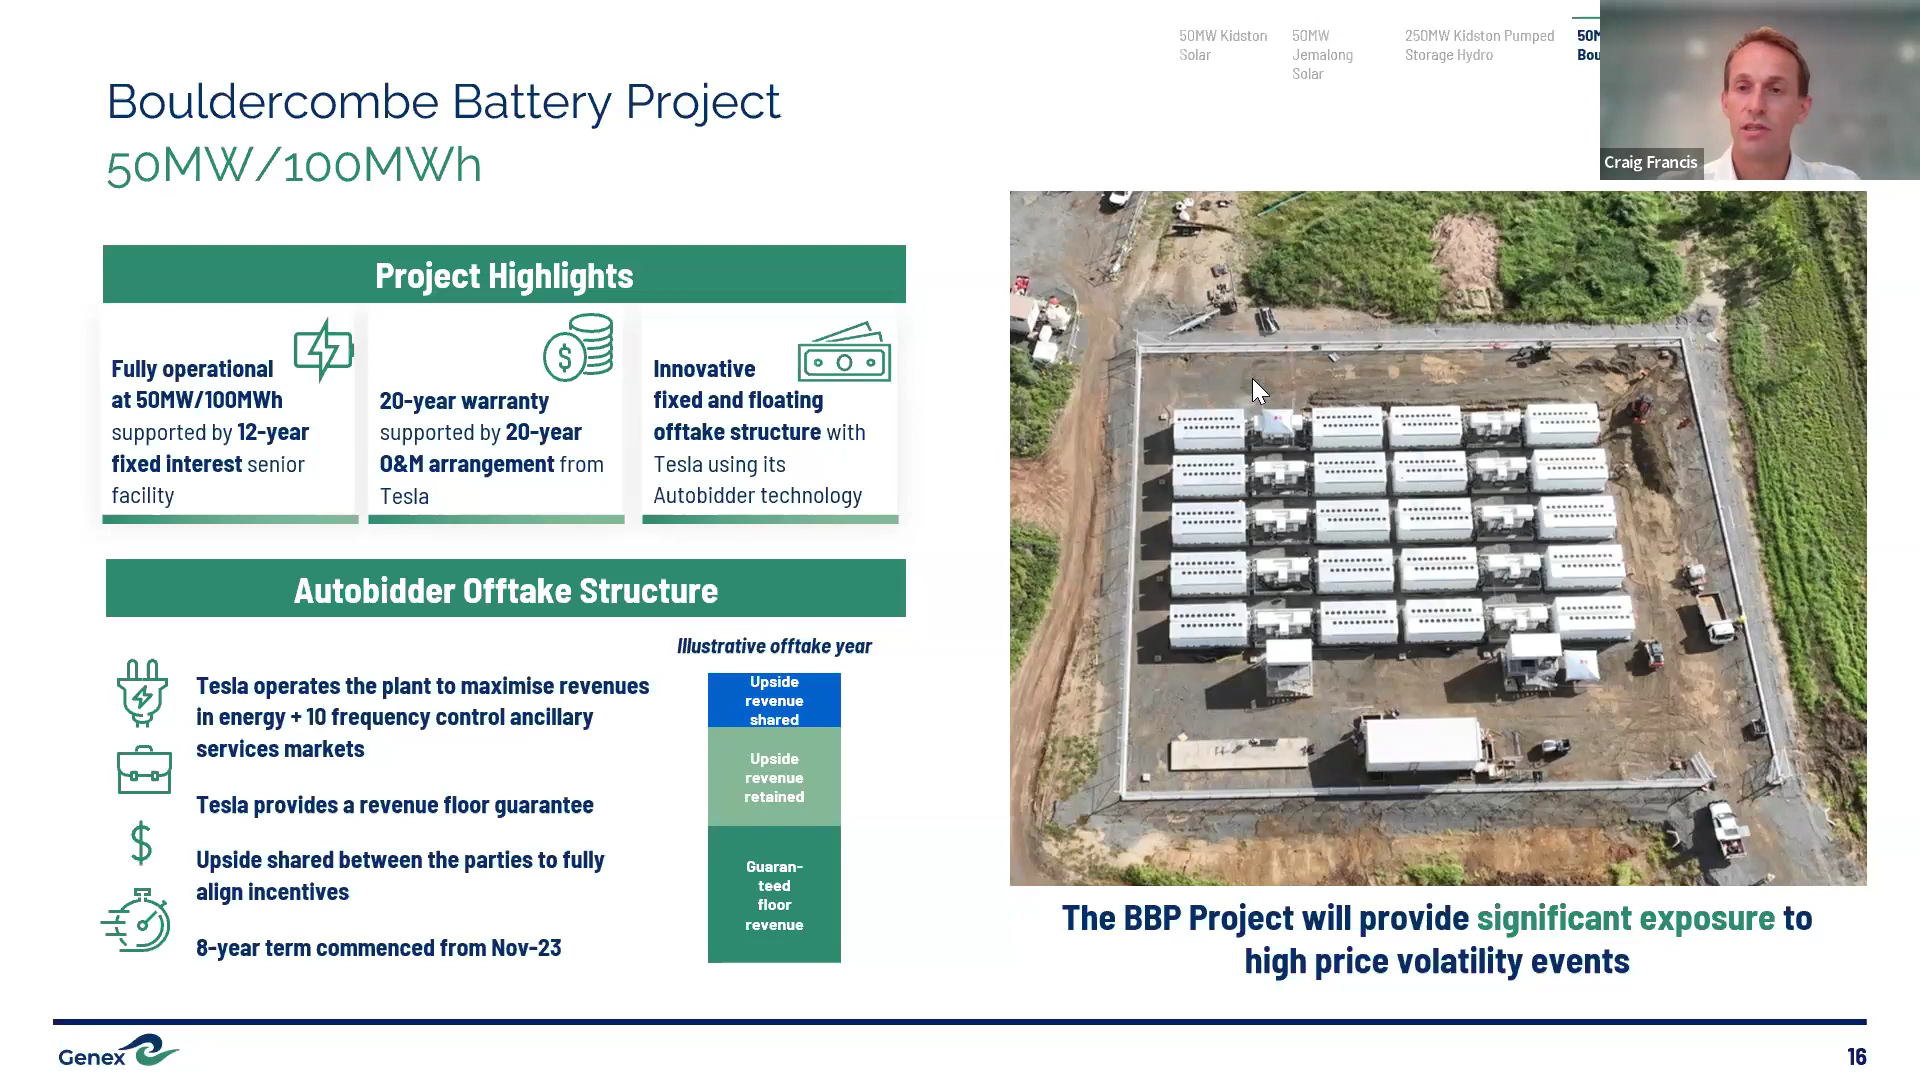 50MW Kidston
Solar
50MW
Jemalong
Solar
250MW Kidston Pumped
Storage Hydro
Craig Francis
Bouldercombe Battery Project
50MW/100MWh
Project Highlights
Fully operational
at 50MW/100MWh
supported by 12-year
fixed interest senior
facility
20-year warranty
supported by 20-year
O&M arrangement from
Tesla
Innovative
fixed and floating
offtake structure with
Tesla using its
Autobidder technology
Autobidder Offtake Structure
Tesla operates the plant to maximise revenues
in energy + 10 frequency control ancillary
services markets
Tesla provides a revenue floor guarantee
Upside shared between the parties to fully
align incentives
8-year term commenced from Nov-23
Illustrative offtake year
Upside
revenue
shared
Upside
revenue
retained
Guaran-
teed
floor
revenue
The BBP Project will provide significant exposure to
high price volatility events
Genex
16